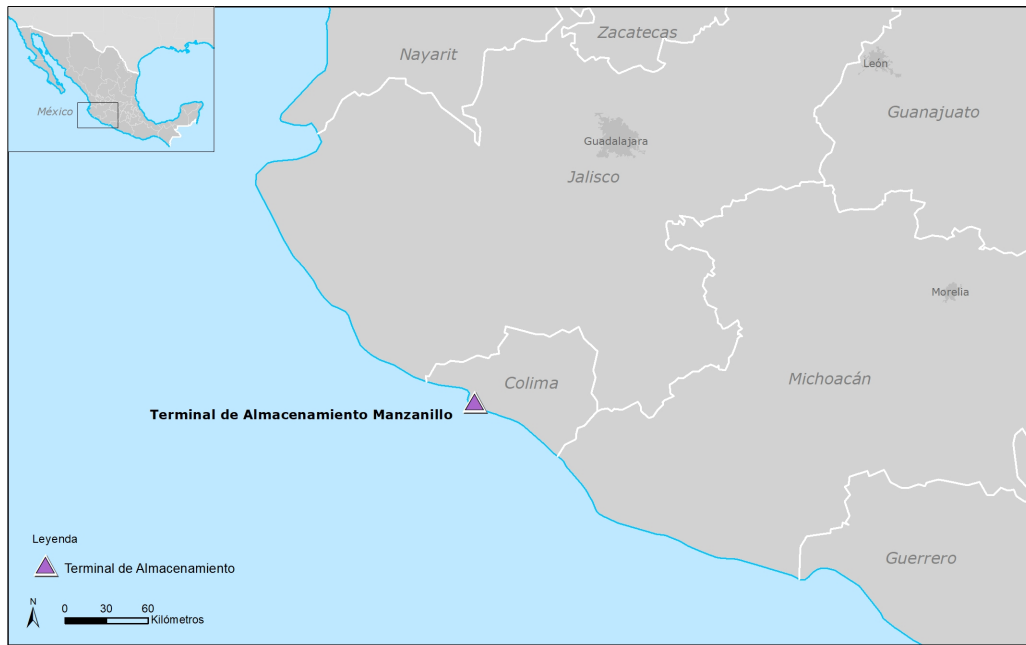 Zacatecas
Nayarit
León
México
Guanajuato
Guadalajara
Jalisco
Morelia
Michoacán
Colima
Terminal de Almacenamiento Manzanillo
Leyenda
Terminal de Almacenamiento
Guerrero
N
0 30 60
Kilómetros